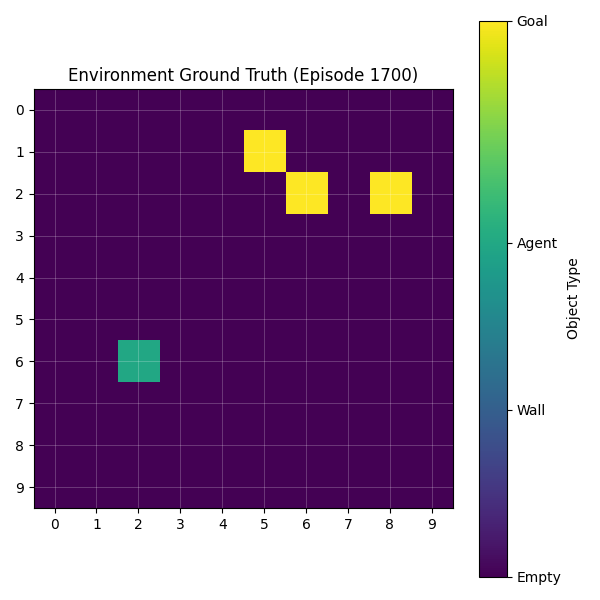 Environment Ground Truth (Episode 1700)
0
1
2
3
4
5
6
7
8
9
0 1 2 3 4 5 6 7 8 9
Goal
Agent
Wall
Empty
Object Type